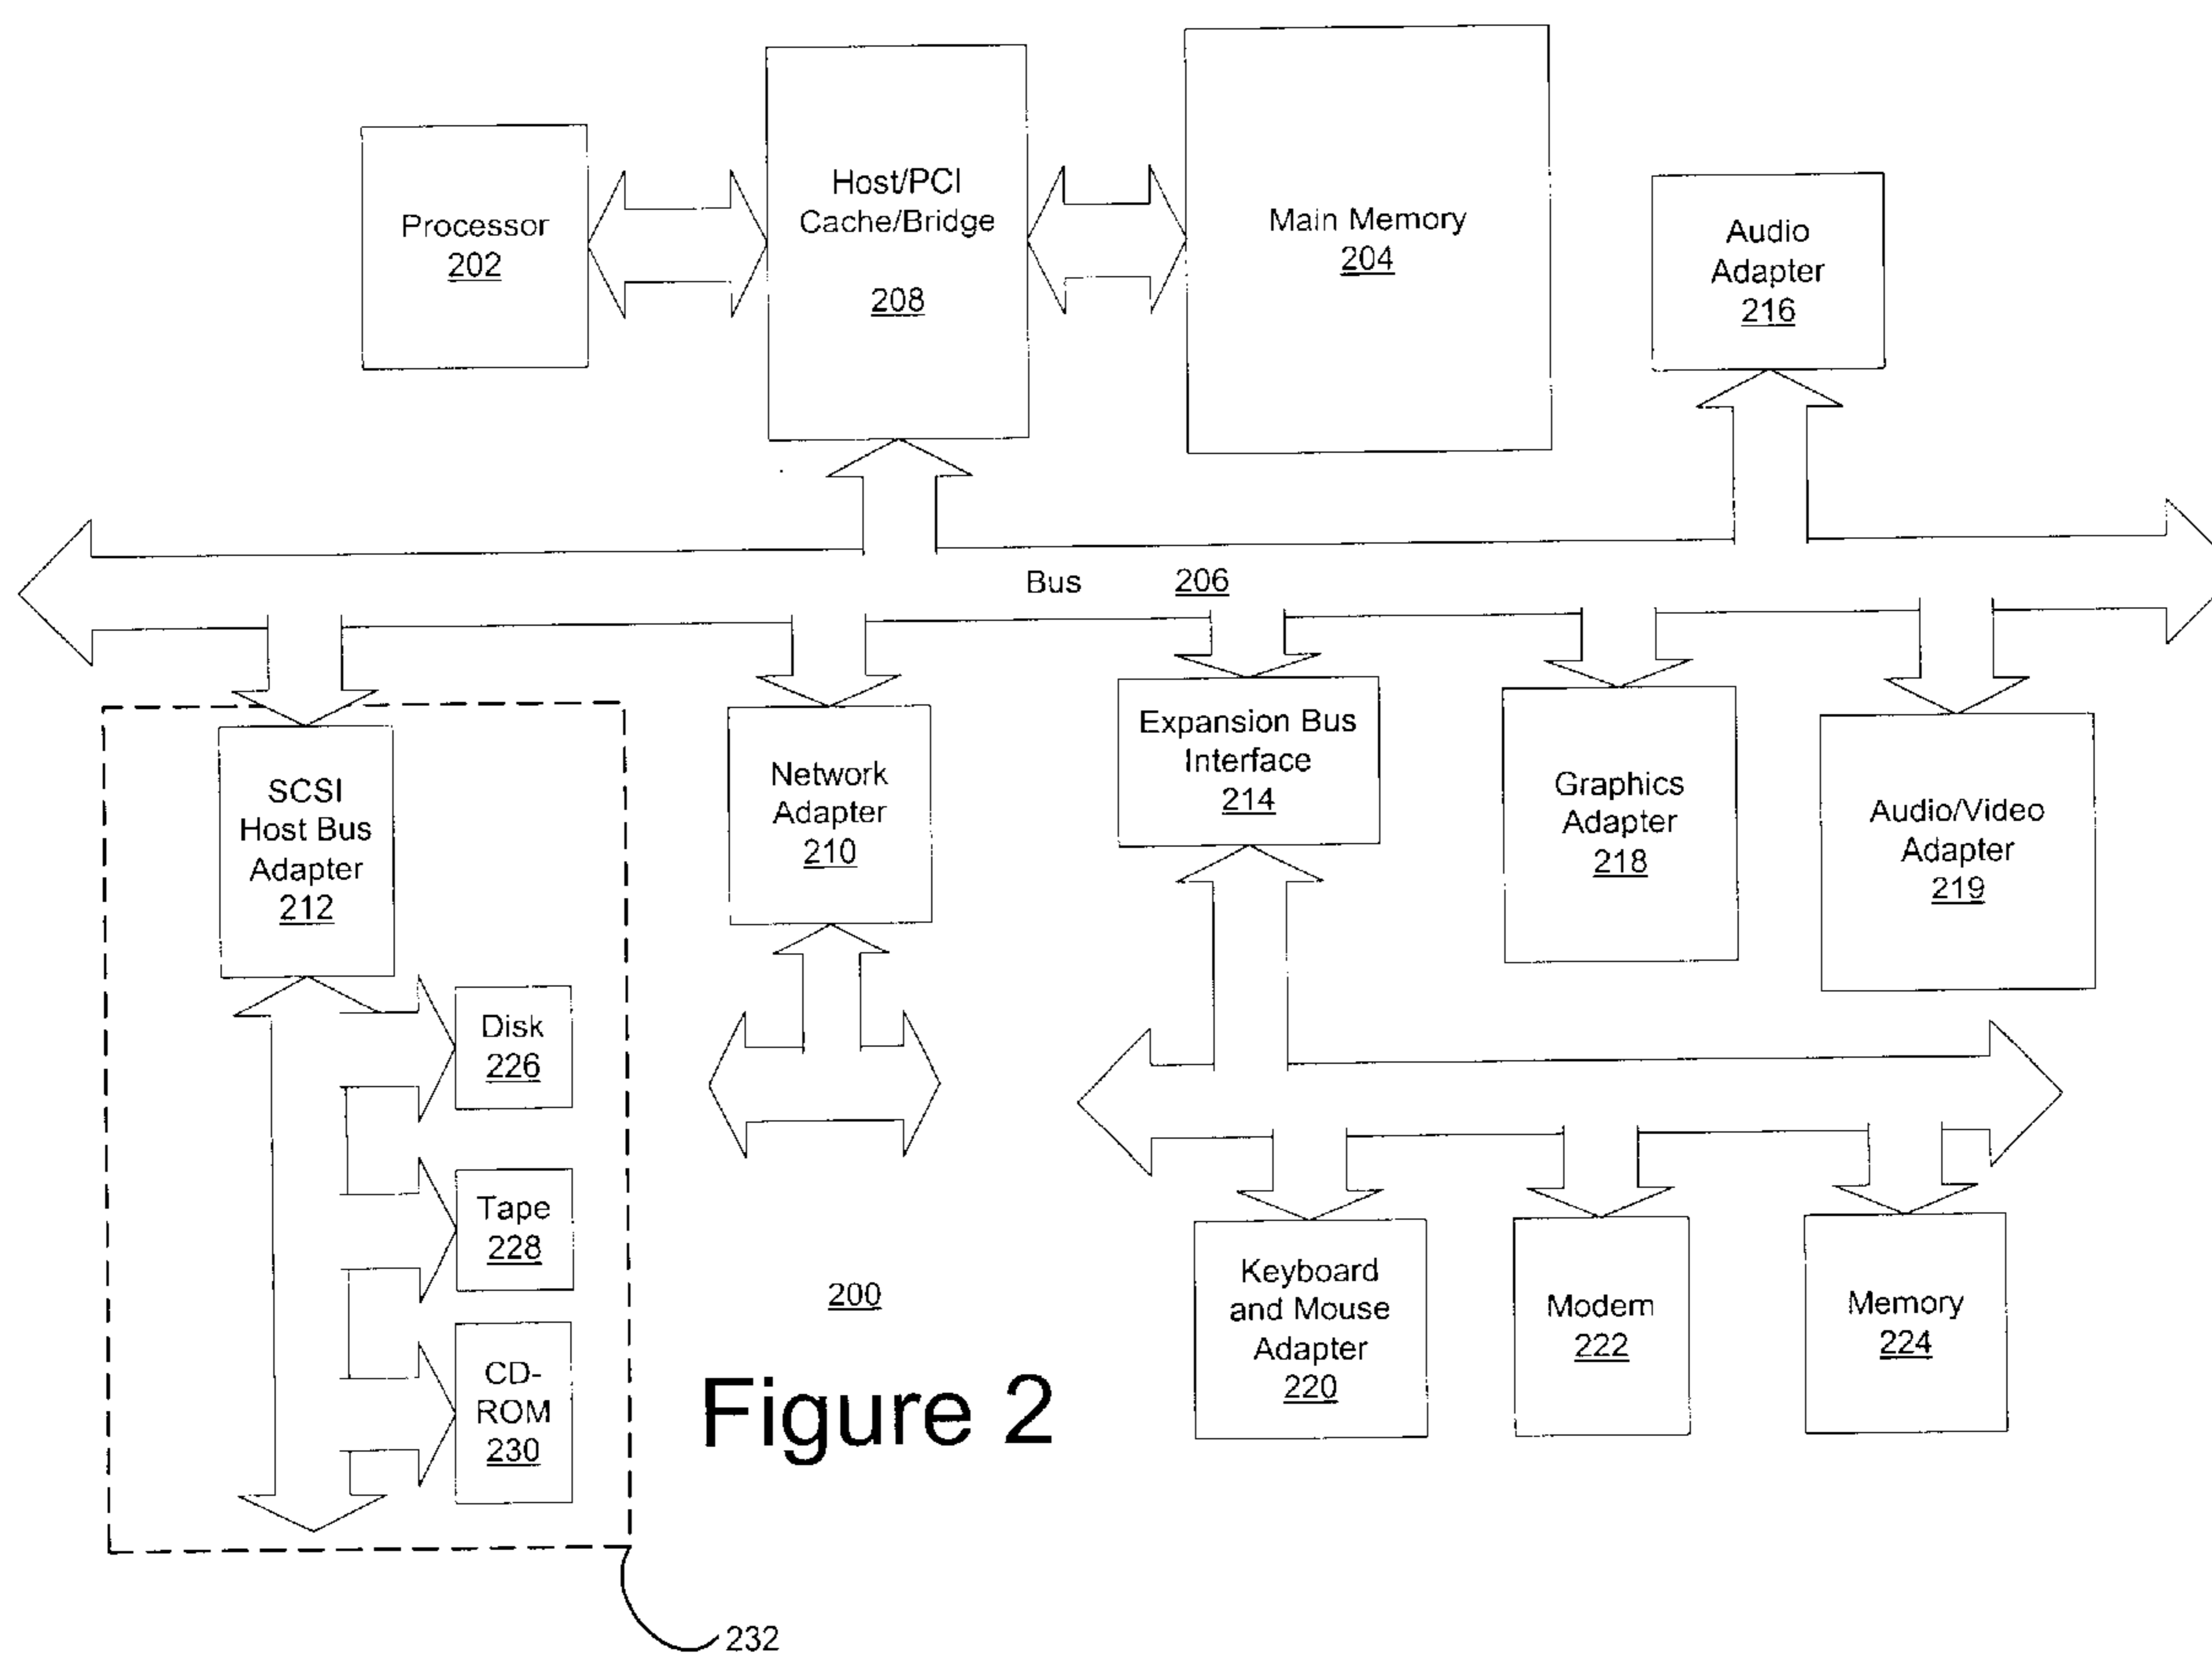 Processor
202
Host/PCI
Cache/Bridge
208
Main Memory
204
Audio
Adapter
216
Bus 206
SCSI
Host Bus
Adapter
212
Network
Adapter
210
Expansion Bus
Interface
214
Graphics
Adapter
218
Audio/Video
Adapter
219
Disk
226
Tape
228
CD-
ROM
230
Keyboard
and Mouse
Adapter
220
Modem
222
Memory
224
200
Figure 2
232